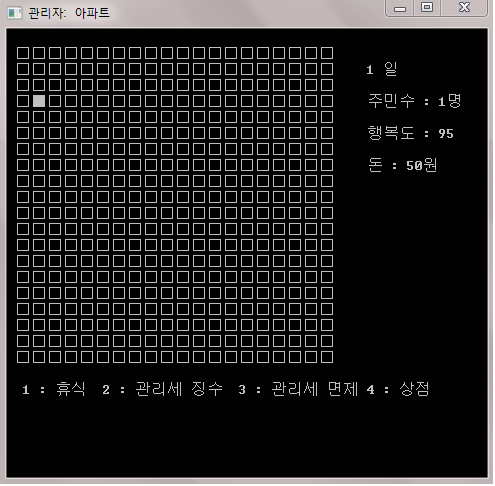 관리자: 아파트
1 일
주민수 : 1명
행복도 : 95
돈 : 50원
1 : 휴식 2 : 관리세 징수 3 : 관리세 면제 4 : 상점